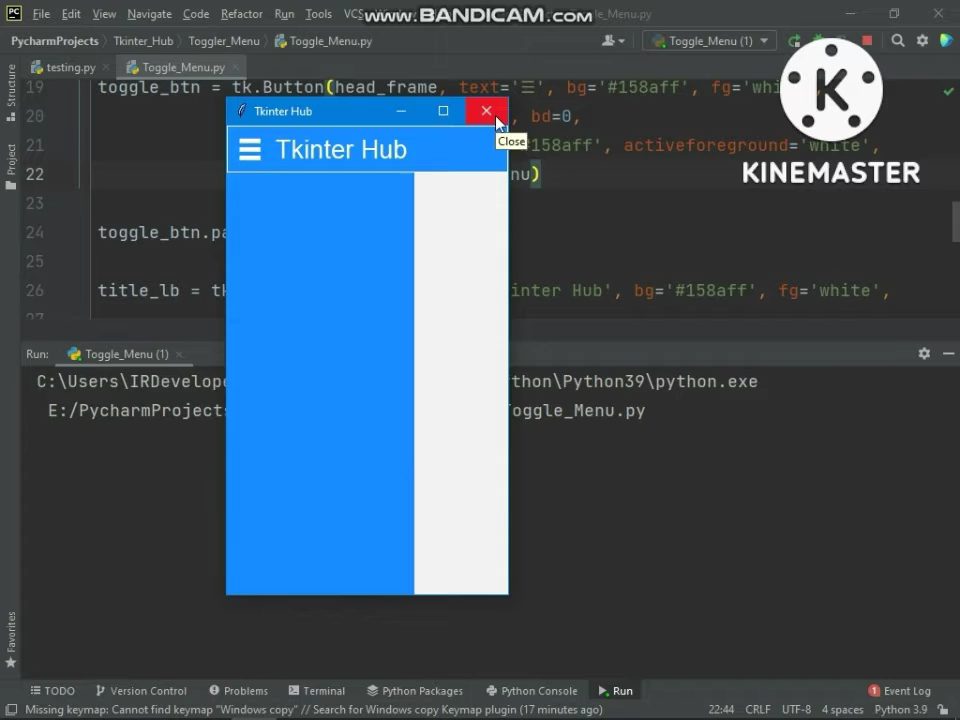 PC File Edit View Navigate Code Refactor Run Tools VCS
www.BANDICAM.com
_Menu.py
PycharmProjects Tkinter_Hub Toggler_Menu Toggle_Menu.py Toggle_Menu (1)
testing.py Toggle_Menu.py
19 toggle_btn = tk.Button(head_frame, text='☰', bg='#158aff', fg='whi
20 , bd=0,
21 158aff', activeforeground='white',
22 nu)
23
24 toggle_btn.pa
25
26 title_lb = t
inter Hub', bg='#158aff', fg='white',
27
K
KINEMASTER
Tkinter Hub
Close
☰ Tkinter Hub
Structure
Project
Favorites
Run: Toggle_Menu (1)
C:\Users\IRDevelope
thon\Python39\python.exe
E:/PycharmProjects
oggle_Menu.py
TODO Version Control Problems Terminal Python Packages Python Console Run 1 Event Log
Missing keymap: Cannot find keymap "Windows copy" // Search for Windows copy Keymap plugin (17 minutes ago) 22:44 CRLF UTF-8 4 spaces Python 3.9